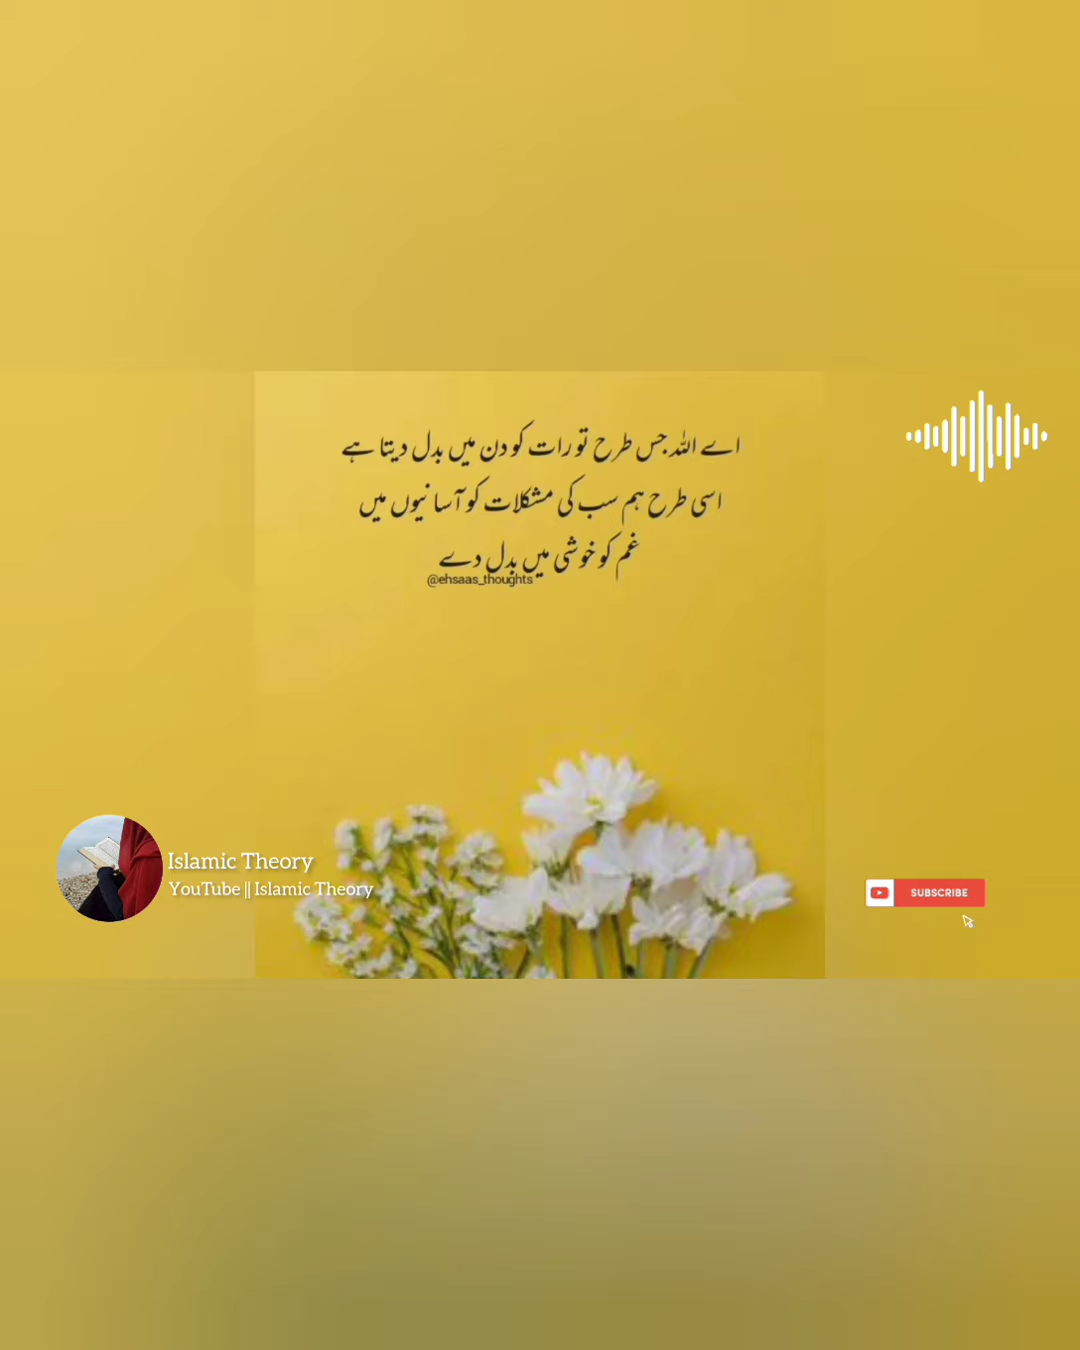 اے اللہ جس طرح تو رات کو دن میں بدل دیتا ہے
اسی طرح ہم سب کی مشکلات کو آسانیوں میں
غم کو خوشی میں بدل دے
@ehsaas_thoughts
Islamic Theory
YouTube || Islamic Theory
SUBSCRIBE